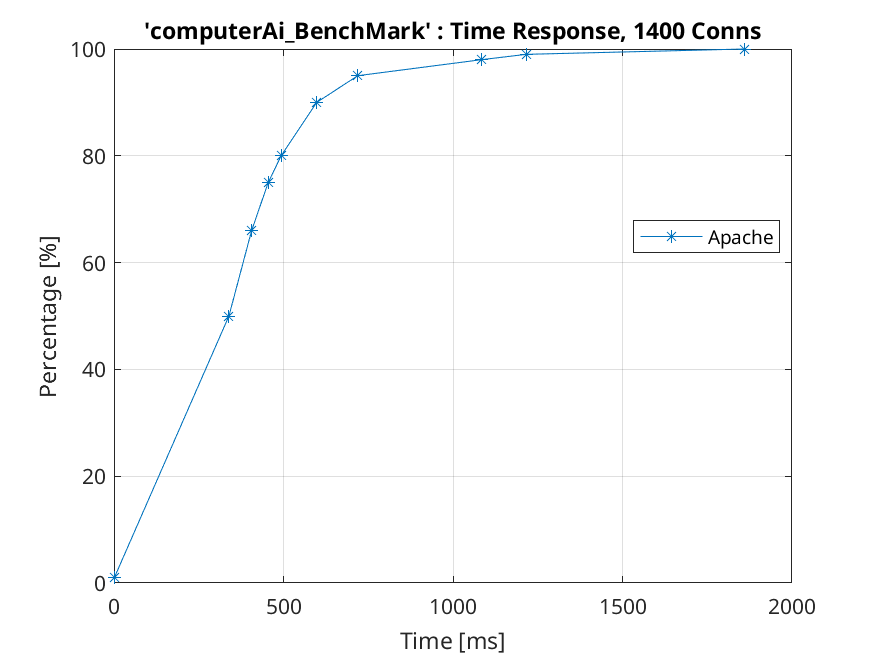 'computerAi_BenchMark' : Time Response, 1400 Conns
100
80
60
40
20
0
Percentage [%]
Apache
0 500 1000 1500 2000
Time [ms]